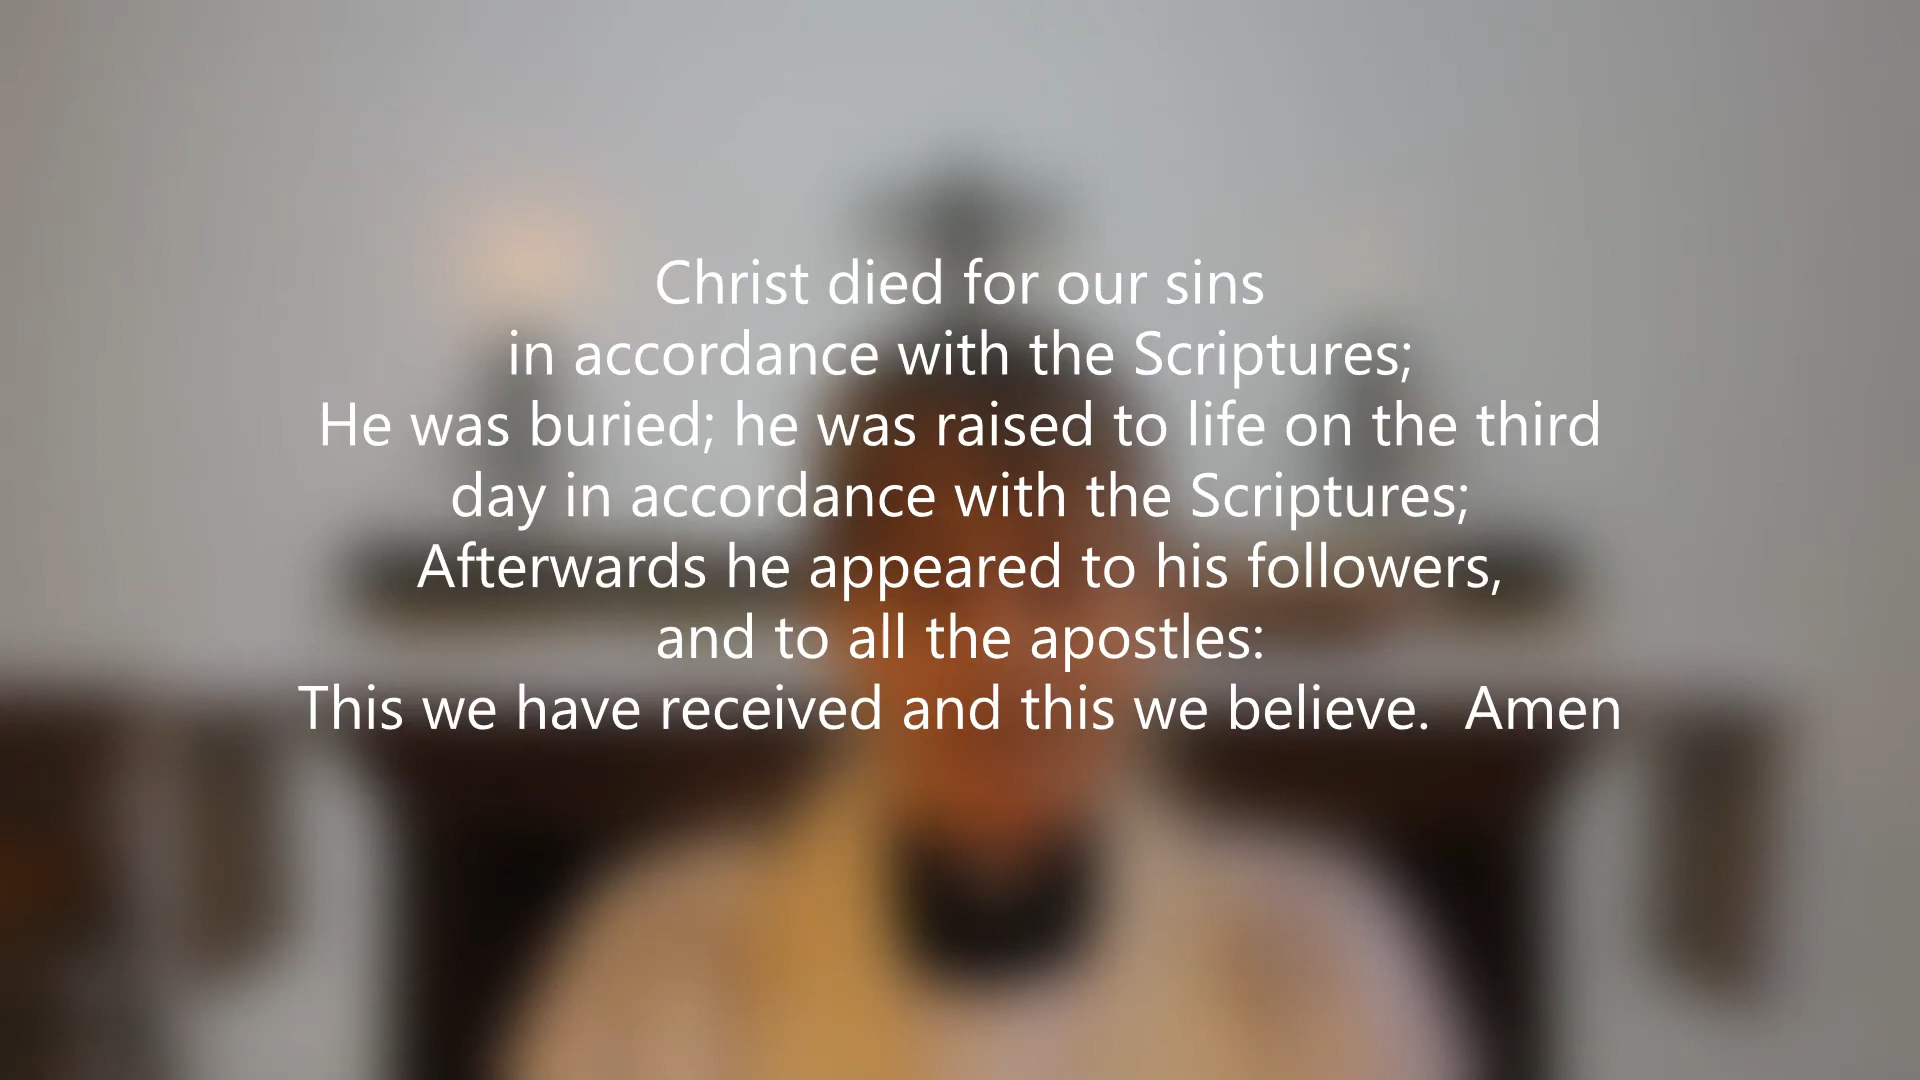 Christ died for our sins
in accordance with the Scriptures;
He was buried; he was raised to life on the third
day in accordance with the Scriptures;
Afterwards he appeared to his followers,
and to all the apostles:
This we have received and this we believe.  Amen